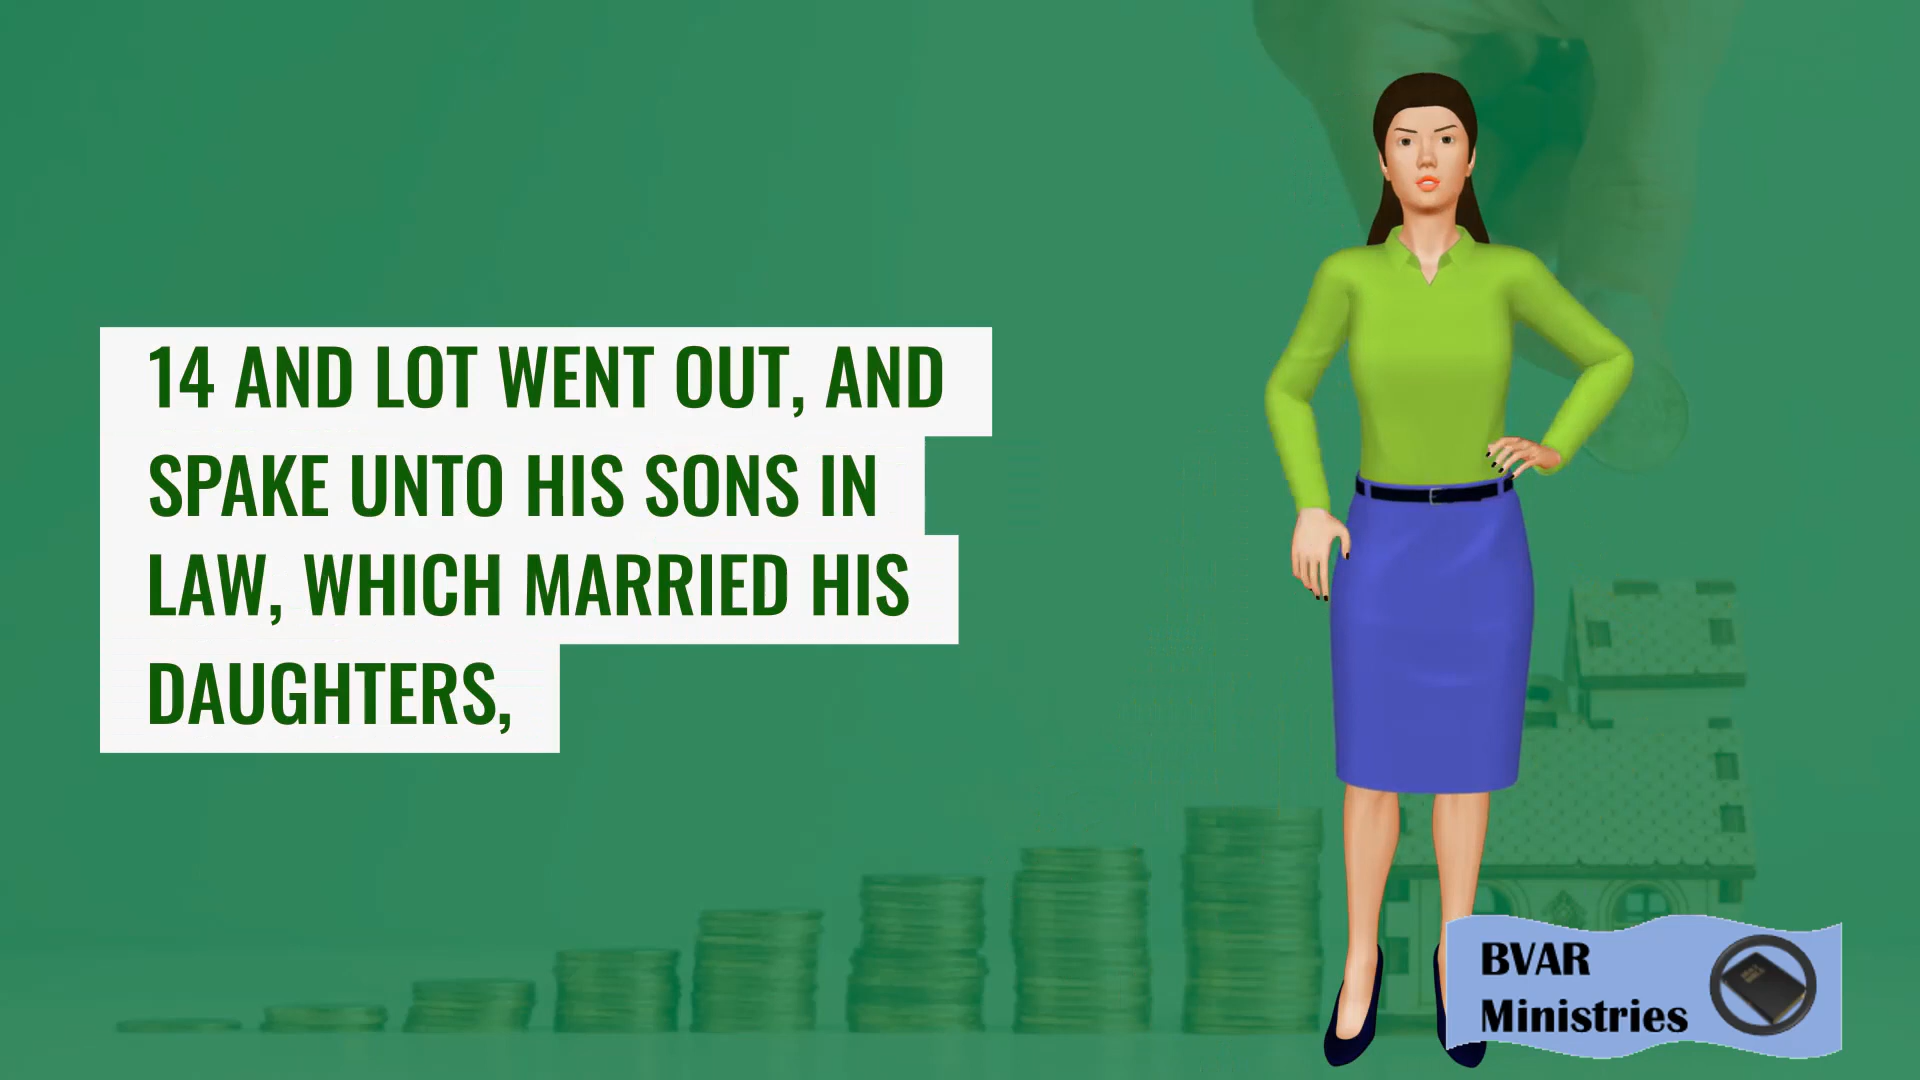 14 AND LOT WENT OUT, AND
SPAKE UNTO HIS SONS IN
LAW, WHICH MARRIED HIS
DAUGHTERS,
BVAR
Ministries